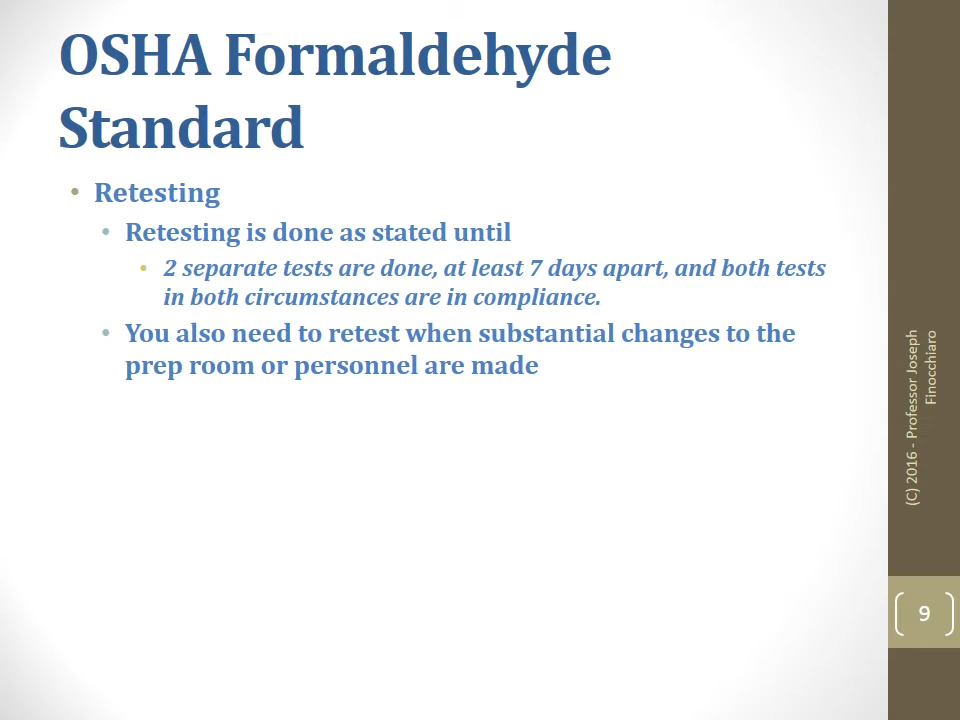 OSHA Formaldehyde
Standard
• Retesting
• Retesting is done as stated until
• 2 separate tests are done, at least 7 days apart, and both tests
in both circumstances are in compliance.
• You also need to retest when substantial changes to the
prep room or personnel are made
(C) 2016 - Professor Joseph
Finocchiaro
9